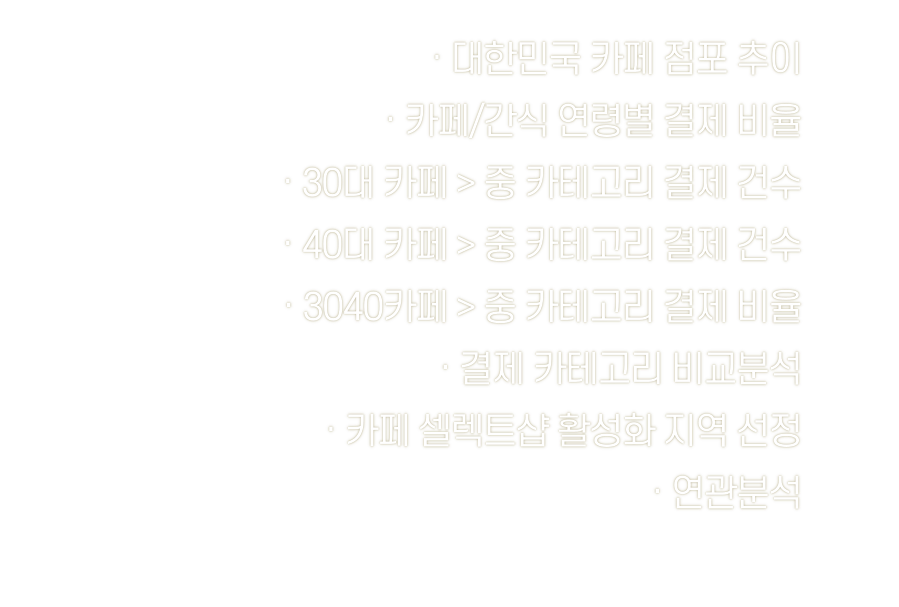 · 대한민국 카페 점포 추이
· 카페/간식 연령별 결제 비율
· 30대 카페 > 중 카테고리 결제 건수
· 40대 카페 > 중 카테고리 결제 건수
· 3040카페 > 중 카테고리 결제 비율
· 결제 카테고리 비교분석
· 카페 셀렉트샵 활성화 지역 선정
· 연관분석